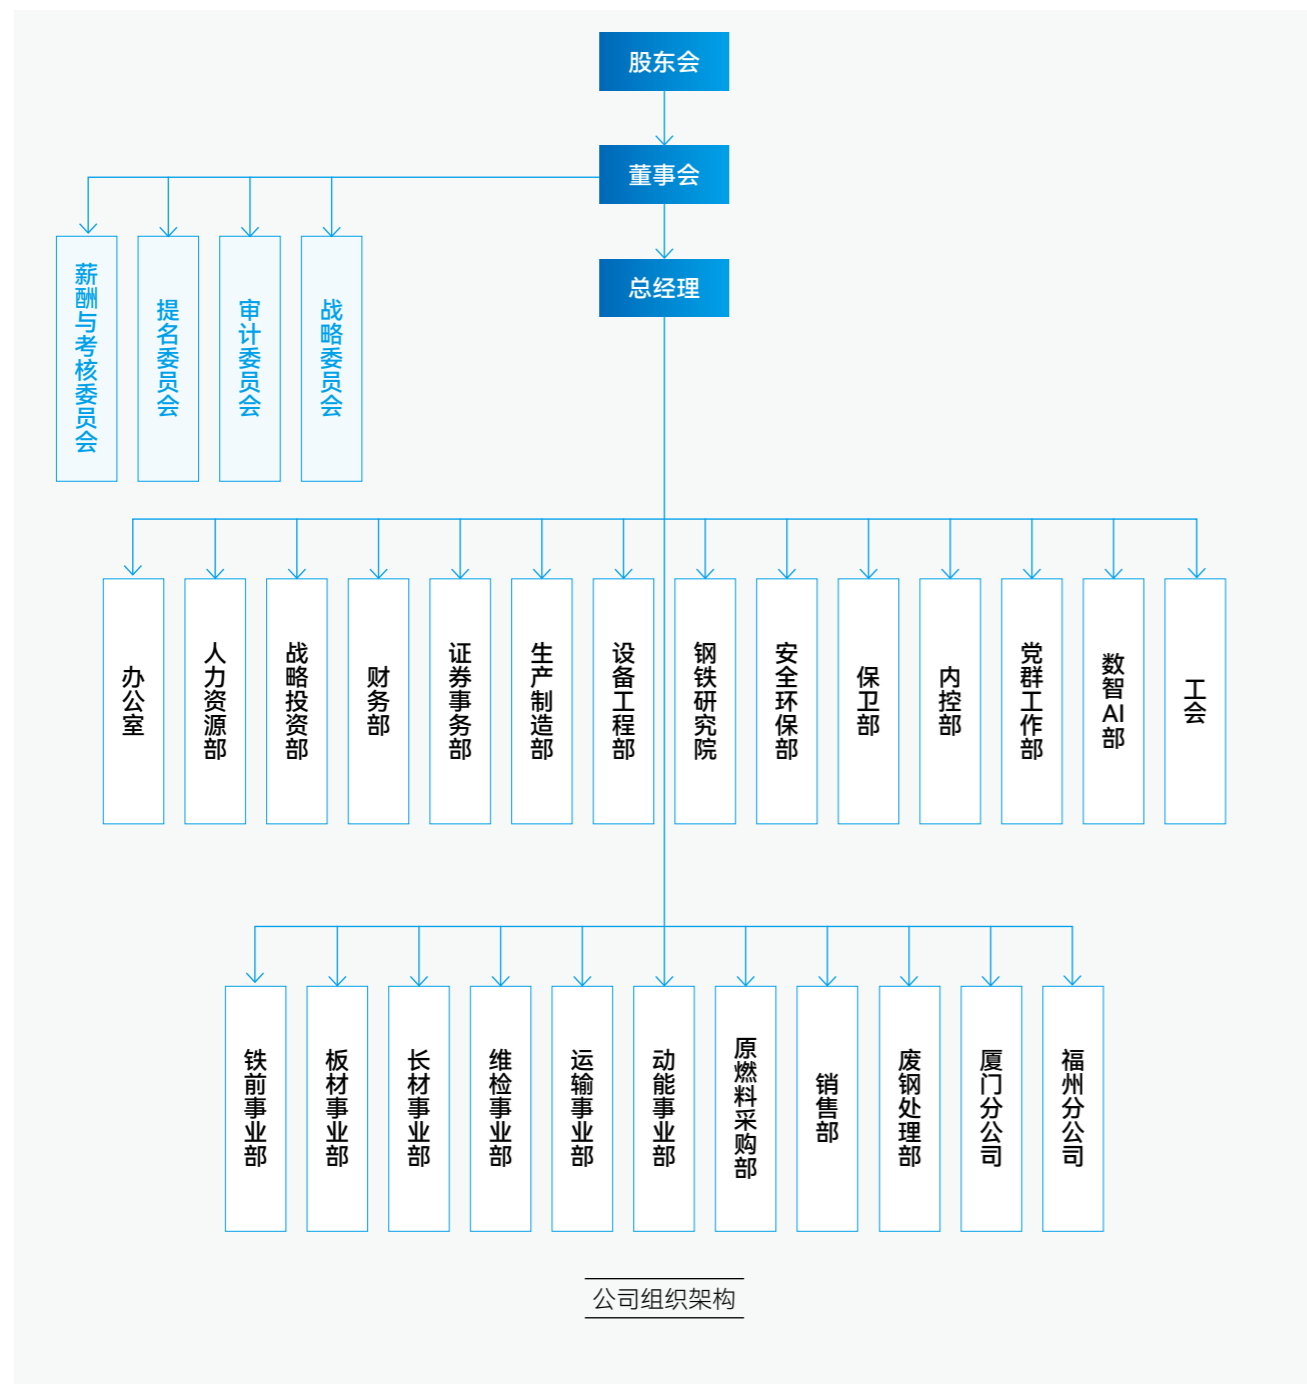 股东会
董事会
总经理
薪酬与考核委员会
提名委员会
审计委员会
战略委员会
办公室
人力资源部
战略投资部
财务部
证券事务部
生产制造部
设备工程部
钢铁研究院
安全环保部
保卫部
内控部
党群工作部
数智AI部
工会
铁前事业部
板材事业部
长材事业部
维检事业部
运输事业部
动能事业部
原燃料采购部
销售部
废钢处理部
厦门分公司
福州分公司
公司组织架构